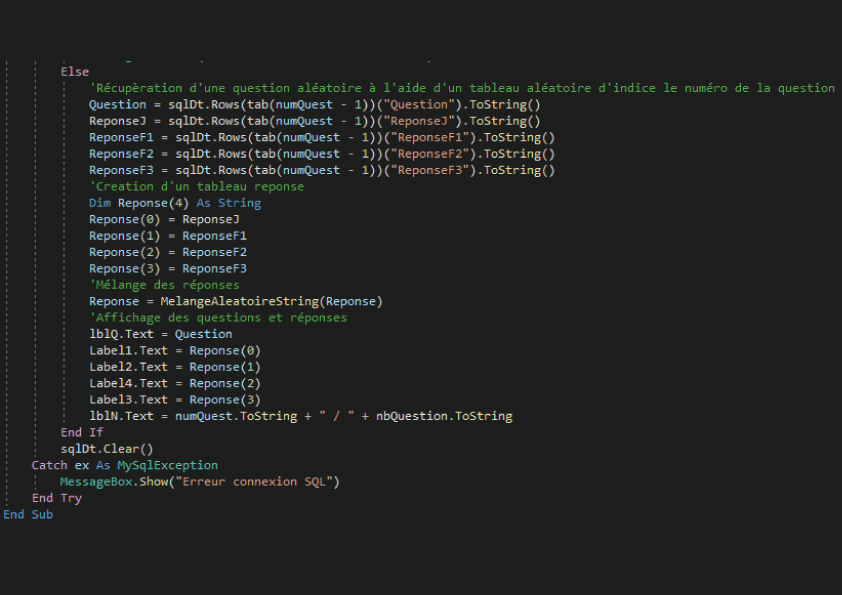 Else
'Récupèration d'une question aléatoire à l'aide d'un tableau aléatoire d'indice le numéro de la question
Question = sqlDt.Rows(tab(numQuest - 1))("Question").ToString()
ReponseJ = sqlDt.Rows(tab(numQuest - 1))("ReponseJ").ToString()
ReponseF1 = sqlDt.Rows(tab(numQuest - 1))("ReponseF1").ToString()
ReponseF2 = sqlDt.Rows(tab(numQuest - 1))("ReponseF2").ToString()
ReponseF3 = sqlDt.Rows(tab(numQuest - 1))("ReponseF3").ToString()
'Creation d'un tableau reponse
Dim Reponse(4) As String
Reponse(0) = ReponseJ
Reponse(1) = ReponseF1
Reponse(2) = ReponseF2
Reponse(3) = ReponseF3
'Mélange des réponses
Reponse = MelangeAleatoireString(Reponse)
'Affichage des questions et réponses
lblQ.Text = Question
Label1.Text = Reponse(0)
Label2.Text = Reponse(1)
Label4.Text = Reponse(2)
Label3.Text = Reponse(3)
lblN.Text = numQuest.ToString + " / " + nbQuestion.ToString
End If
sqlDt.Clear()
Catch ex As MySqlException
MessageBox.Show("Erreur connexion SQL")
End Try
End Sub